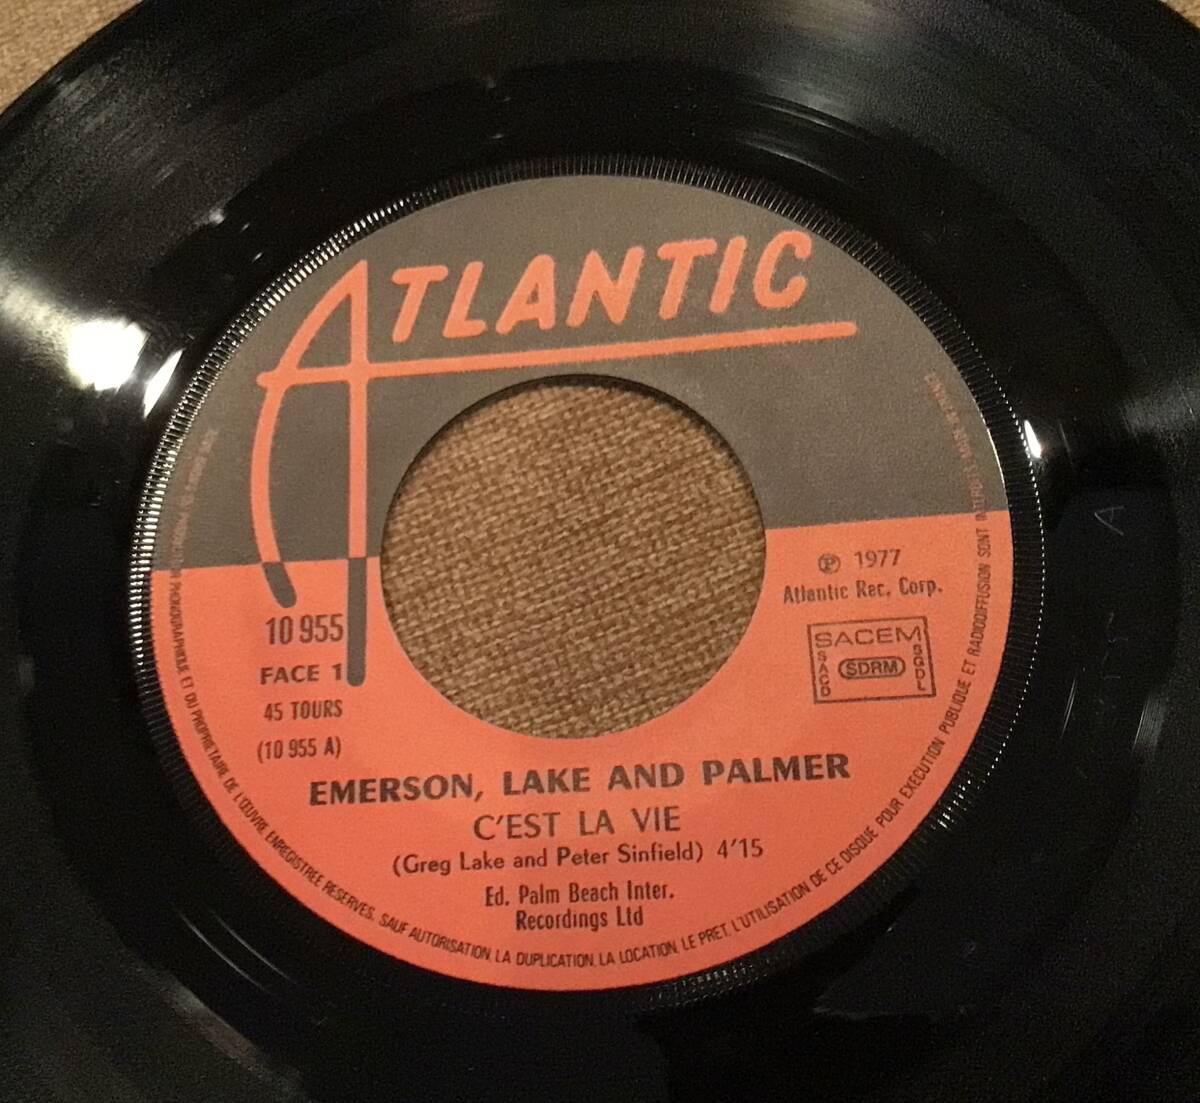 ATLANTIC
10 955
FACE 1
45 TOURS
(10 955 A)
℗ 1977
Atlantic Rec. Corp.
SACEM
SACD
SDRM
SGDL
EMERSON, LAKE AND PALMER
C'EST LA VIE
(Greg Lake and Peter Sinfield) 4'15
Ed. Palm Beach Inter.
Recordings Ltd
PHONOGRAPHIQUE ET DU PROPRIETAIRE DE L'ŒUVRE ENREGISTREE RESERVES. SAUF AUTORISATION, LA DUPLICATION, LA LOCATION, LE PRET, L'UTILISATION DE CE DISQUE POUR EXECUTION PUBLIQUE ET RADIODIFFUSION SONT
A